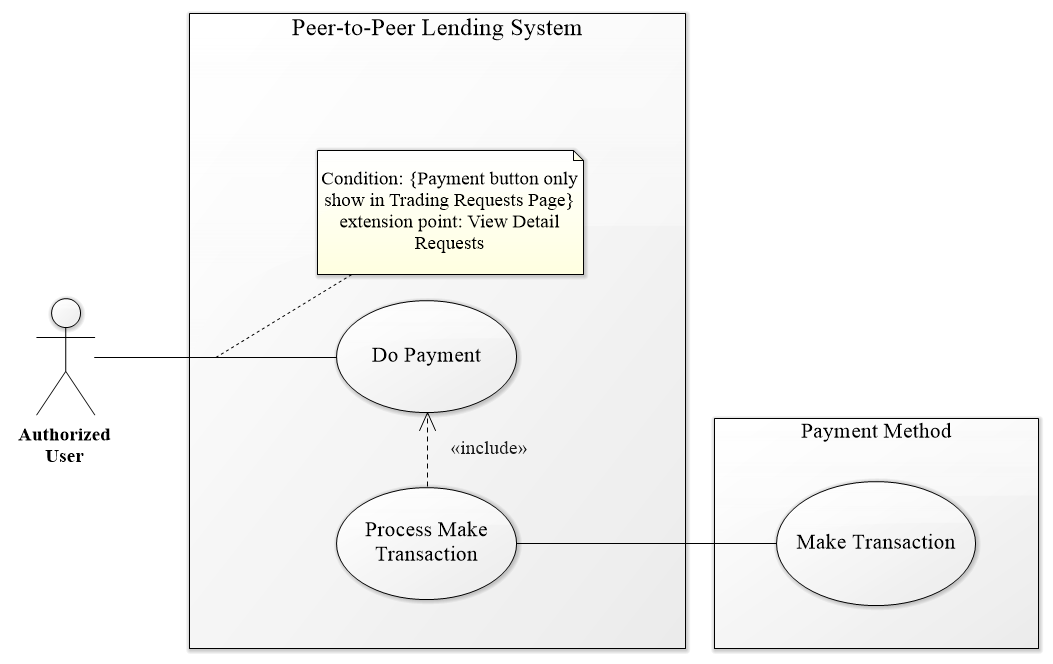 Peer-to-Peer Lending System
Condition: {Payment button only
show in Trading Requests Page}
extension point: View Detail
Requests
Do Payment
Authorized
User
«include»
Payment Method
Process Make
Transaction
Make Transaction